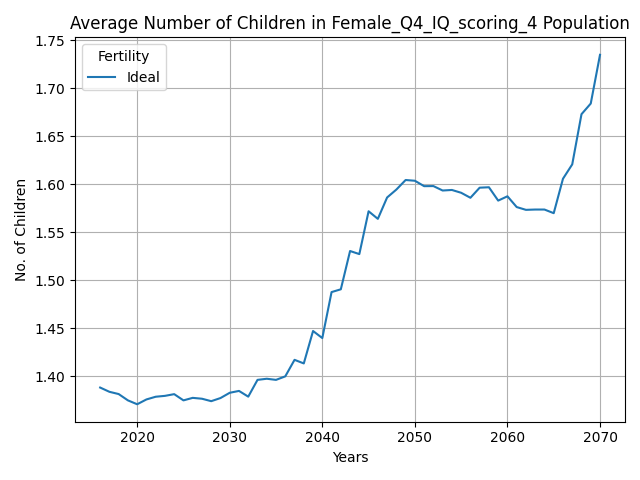 Average Number of Children in Female_Q4_IQ_scoring_4 Population
Fertility
Ideal
No. of Children
1.75
1.70
1.65
1.60
1.55
1.50
1.45
1.40
2020 2030 2040 2050 2060 2070
Years